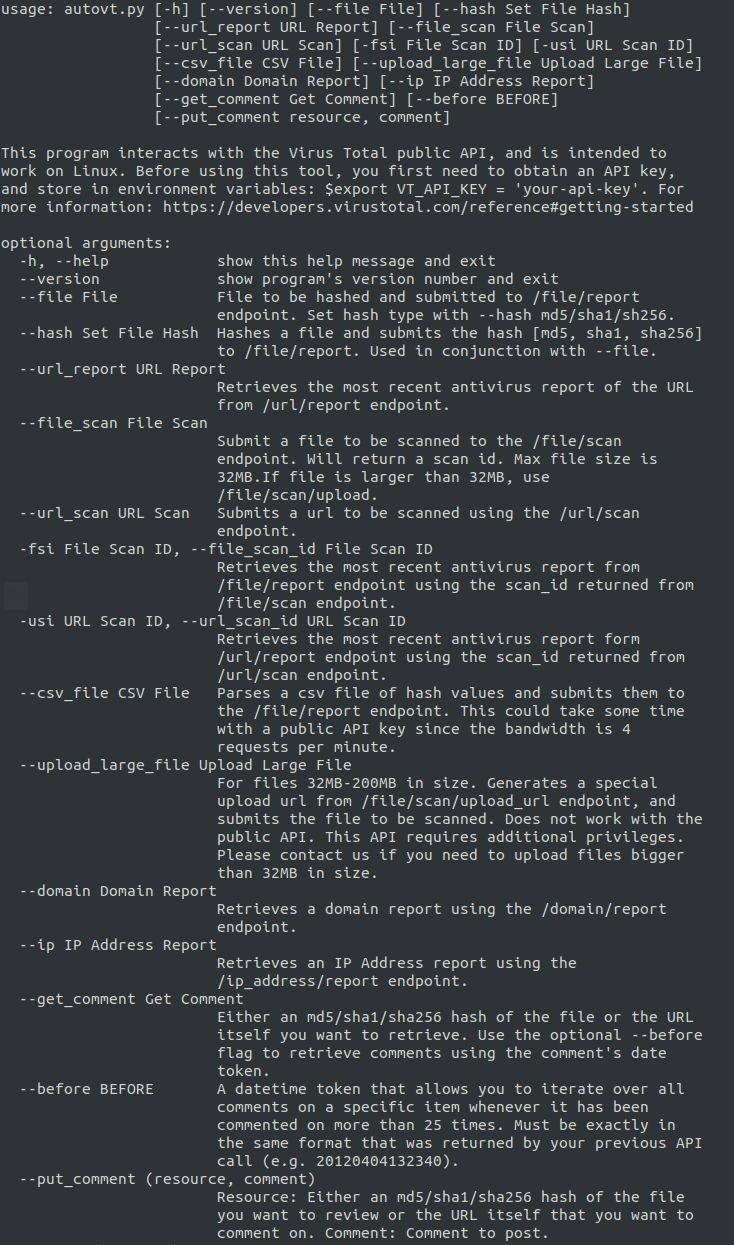 usage: autovt.py [-h] [--version] [--file File] [--hash Set File Hash]
[--url_report URL Report] [--file_scan File Scan]
[--url_scan URL Scan] [-fsi File Scan ID] [-usi URL Scan ID]
[--csv_file CSV File] [--upload_large_file Upload Large File]
[--domain Domain Report] [--ip IP Address Report]
[--get_comment Get Comment] [--before BEFORE]
[--put_comment resource, comment]
This program interacts with the Virus Total public API, and is intended to
work on Linux. Before using this tool, you first need to obtain an API key,
and store in environment variables: $export VT_API_KEY = 'your-api-key'. For
more information: https://developers.virustotal.com/reference#getting-started
optional arguments:
-h, --help show this help message and exit
--version show program's version number and exit
--file File File to be hashed and submitted to /file/report
endpoint. Set hash type with --hash md5/sha1/sh256.
--hash Set File Hash Hashes a file and submits the hash [md5, sha1, sha256]
to /file/report. Used in conjunction with --file.
--url_report URL Report
Retrieves the most recent antivirus report of the URL
from /url/report endpoint.
--file_scan File Scan
Submit a file to be scanned to the /file/scan
endpoint. Will return a scan id. Max file size is
32MB.If file is larger than 32MB, use
/file/scan/upload.
--url_scan URL Scan Submits a url to be scanned using the /url/scan
endpoint.
-fsi File Scan ID, --file_scan_id File Scan ID
Retrieves the most recent antivirus report from
/file/report endpoint using the scan_id returned from
/file/scan endpoint.
-usi URL Scan ID, --url_scan_id URL Scan ID
Retrieves the most recent antivirus report form
/url/report endpoint using the scan_id returned from
/url/scan endpoint.
--csv_file CSV File Parses a csv file of hash values and submits them to
the /file/report endpoint. This could take some time
with a public API key since the bandwidth is 4
requests per minute.
--upload_large_file Upload Large File
For files 32MB-200MB in size. Generates a special
upload url from /file/scan/upload_url endpoint, and
submits the file to be scanned. Does not work with the
public API. This API requires additional privileges.
Please contact us if you need to upload files bigger
than 32MB in size.
--domain Domain Report
Retrieves a domain report using the /domain/report
endpoint.
--ip IP Address Report
Retrieves an IP Address report using the
/ip_address/report endpoint.
--get_comment Get Comment
Either an md5/sha1/sha256 hash of the file or the URL
itself you want to retrieve. Use the optional --before
flag to retrieve comments using the comment's date
token.
--before BEFORE A datetime token that allows you to iterate over all
comments on a specific item whenever it has been
commented on more than 25 times. Must be exactly in
the same format that was returned by your previous API
call (e.g. 20120404132340).
--put_comment (resource, comment)
Resource: Either an md5/sha1/sha256 hash of the file
you want to review or the URL itself that you want to
comment on. Comment: Comment to post.